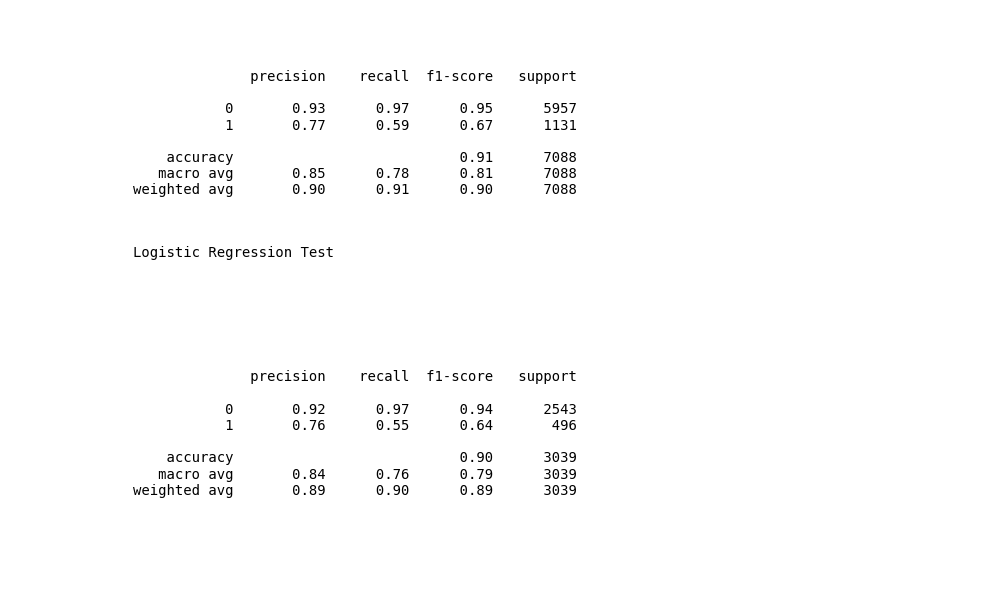 precision recall f1-score support
0 0.93 0.97 0.95 5957
1 0.77 0.59 0.67 1131
accuracy 0.91 7088
macro avg 0.85 0.78 0.81 7088
weighted avg 0.90 0.91 0.90 7088
Logistic Regression Test
precision recall f1-score support
0 0.92 0.97 0.94 2543
1 0.76 0.55 0.64 496
accuracy 0.90 3039
macro avg 0.84 0.76 0.79 3039
weighted avg 0.89 0.90 0.89 3039